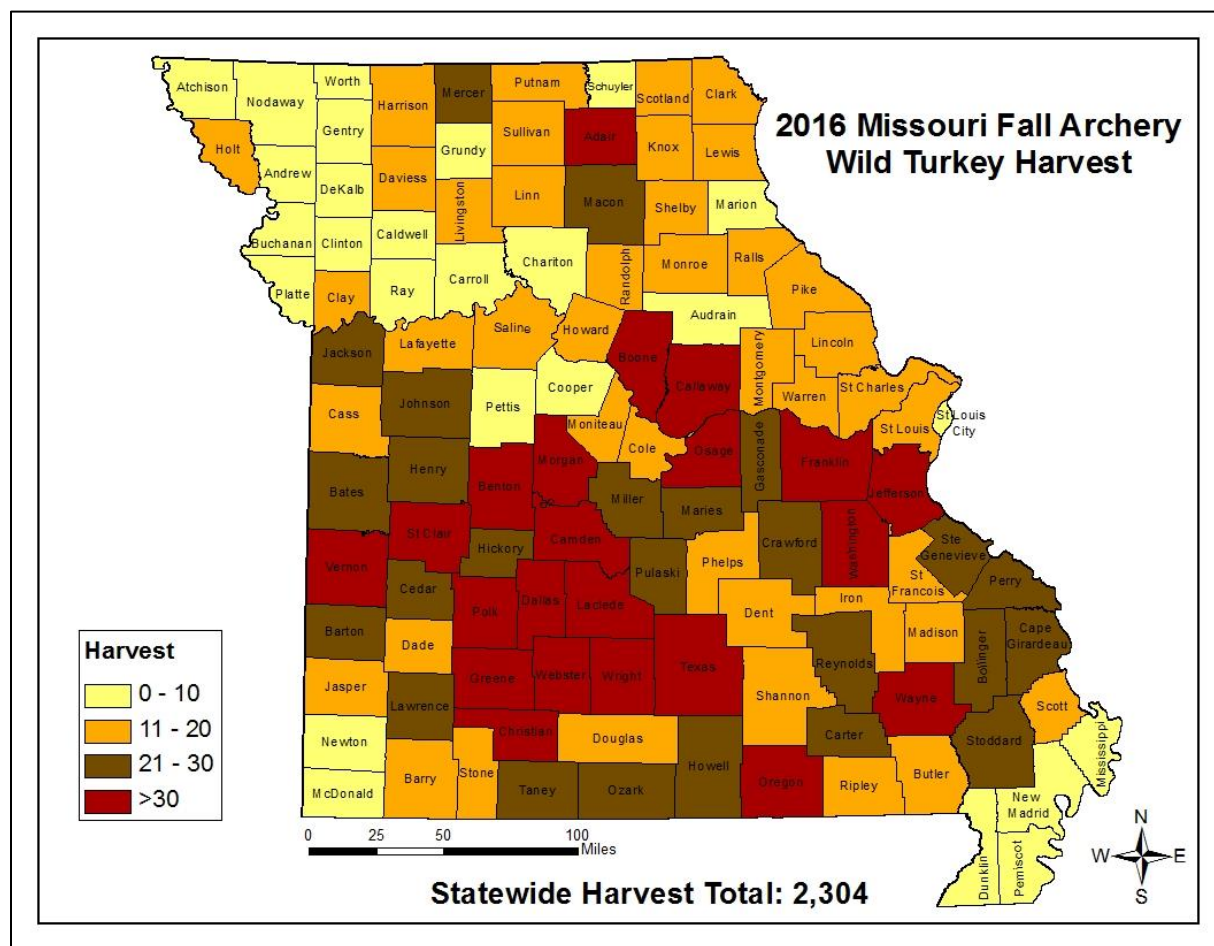 2016 Missouri Fall Archery
Wild Turkey Harvest
Atchison
Nodaway
Worth
Harrison
Mercer
Putnam
Schuyler
Scotland
Clark
Holt
Gentry
Grundy
Sullivan
Adair
Knox
Lewis
Andrew
DeKalb
Daviess
Livingston
Linn
Macon
Shelby
Marion
Buchanan
Clinton
Caldwell
Chariton
Randolph
Monroe
Ralls
Platte
Clay
Ray
Carroll
Pike
Audrain
Jackson
Lafayette
Saline
Howard
Boone
Callaway
Montgomery
Lincoln
Johnson
Pettis
Cooper
Warren
St Charles
Cass
Moniteau
Cole
St Louis
St Louis
City
Henry
Benton
Morgan
Osage
Gasconade
Franklin
Jefferson
Bates
Miller
Maries
St Clair
Hickory
Camden
Crawford
Washington
Ste
Genevieve
Vernon
Cedar
Pulaski
Phelps
St
Francois
Perry
Polk
Dallas
Laclede
Dent
Iron
Barton
Dade
Madison
Bollinger
Cape
Girardeau
Greene
Webster
Wright
Texas
Reynolds
Jasper
Lawrence
Shannon
Wayne
Scott
Newton
Christian
Douglas
Howell
Carter
Stoddard
Mississippi
McDonald
Barry
Stone
Taney
Ozark
Oregon
Ripley
Butler
New
Madrid
Dunklin
Pemiscot
Harvest
0 - 10
11 - 20
21 - 30
>30
0 25 50 100
Miles
N
W E
S
Statewide Harvest Total: 2,304